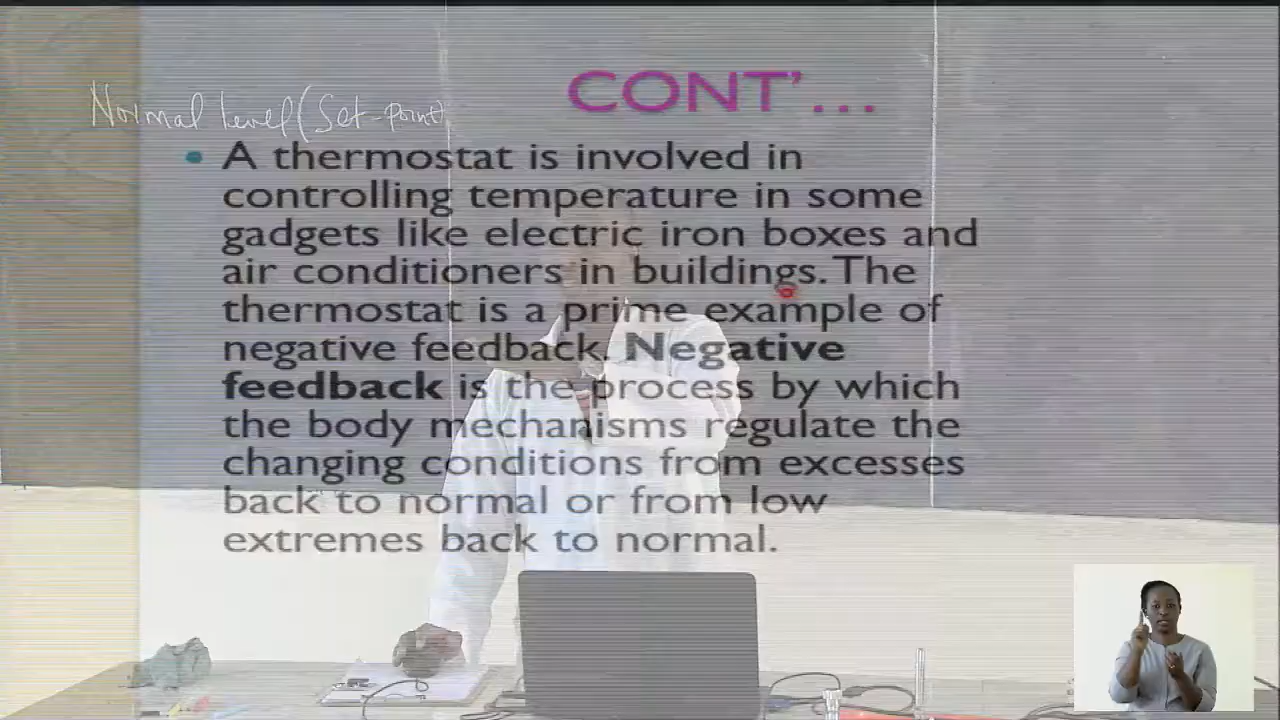 CONT'...
Normal Level (Set-point)
• A thermostat is involved in
controlling temperature in some
gadgets like electric iron boxes and
air conditioners in buildings. The
thermostat is a prime example of
negative feedback. Negative
feedback is the process by which
the body mechanisms regulate the
changing conditions from excesses
back to normal or from low
extremes back to normal.